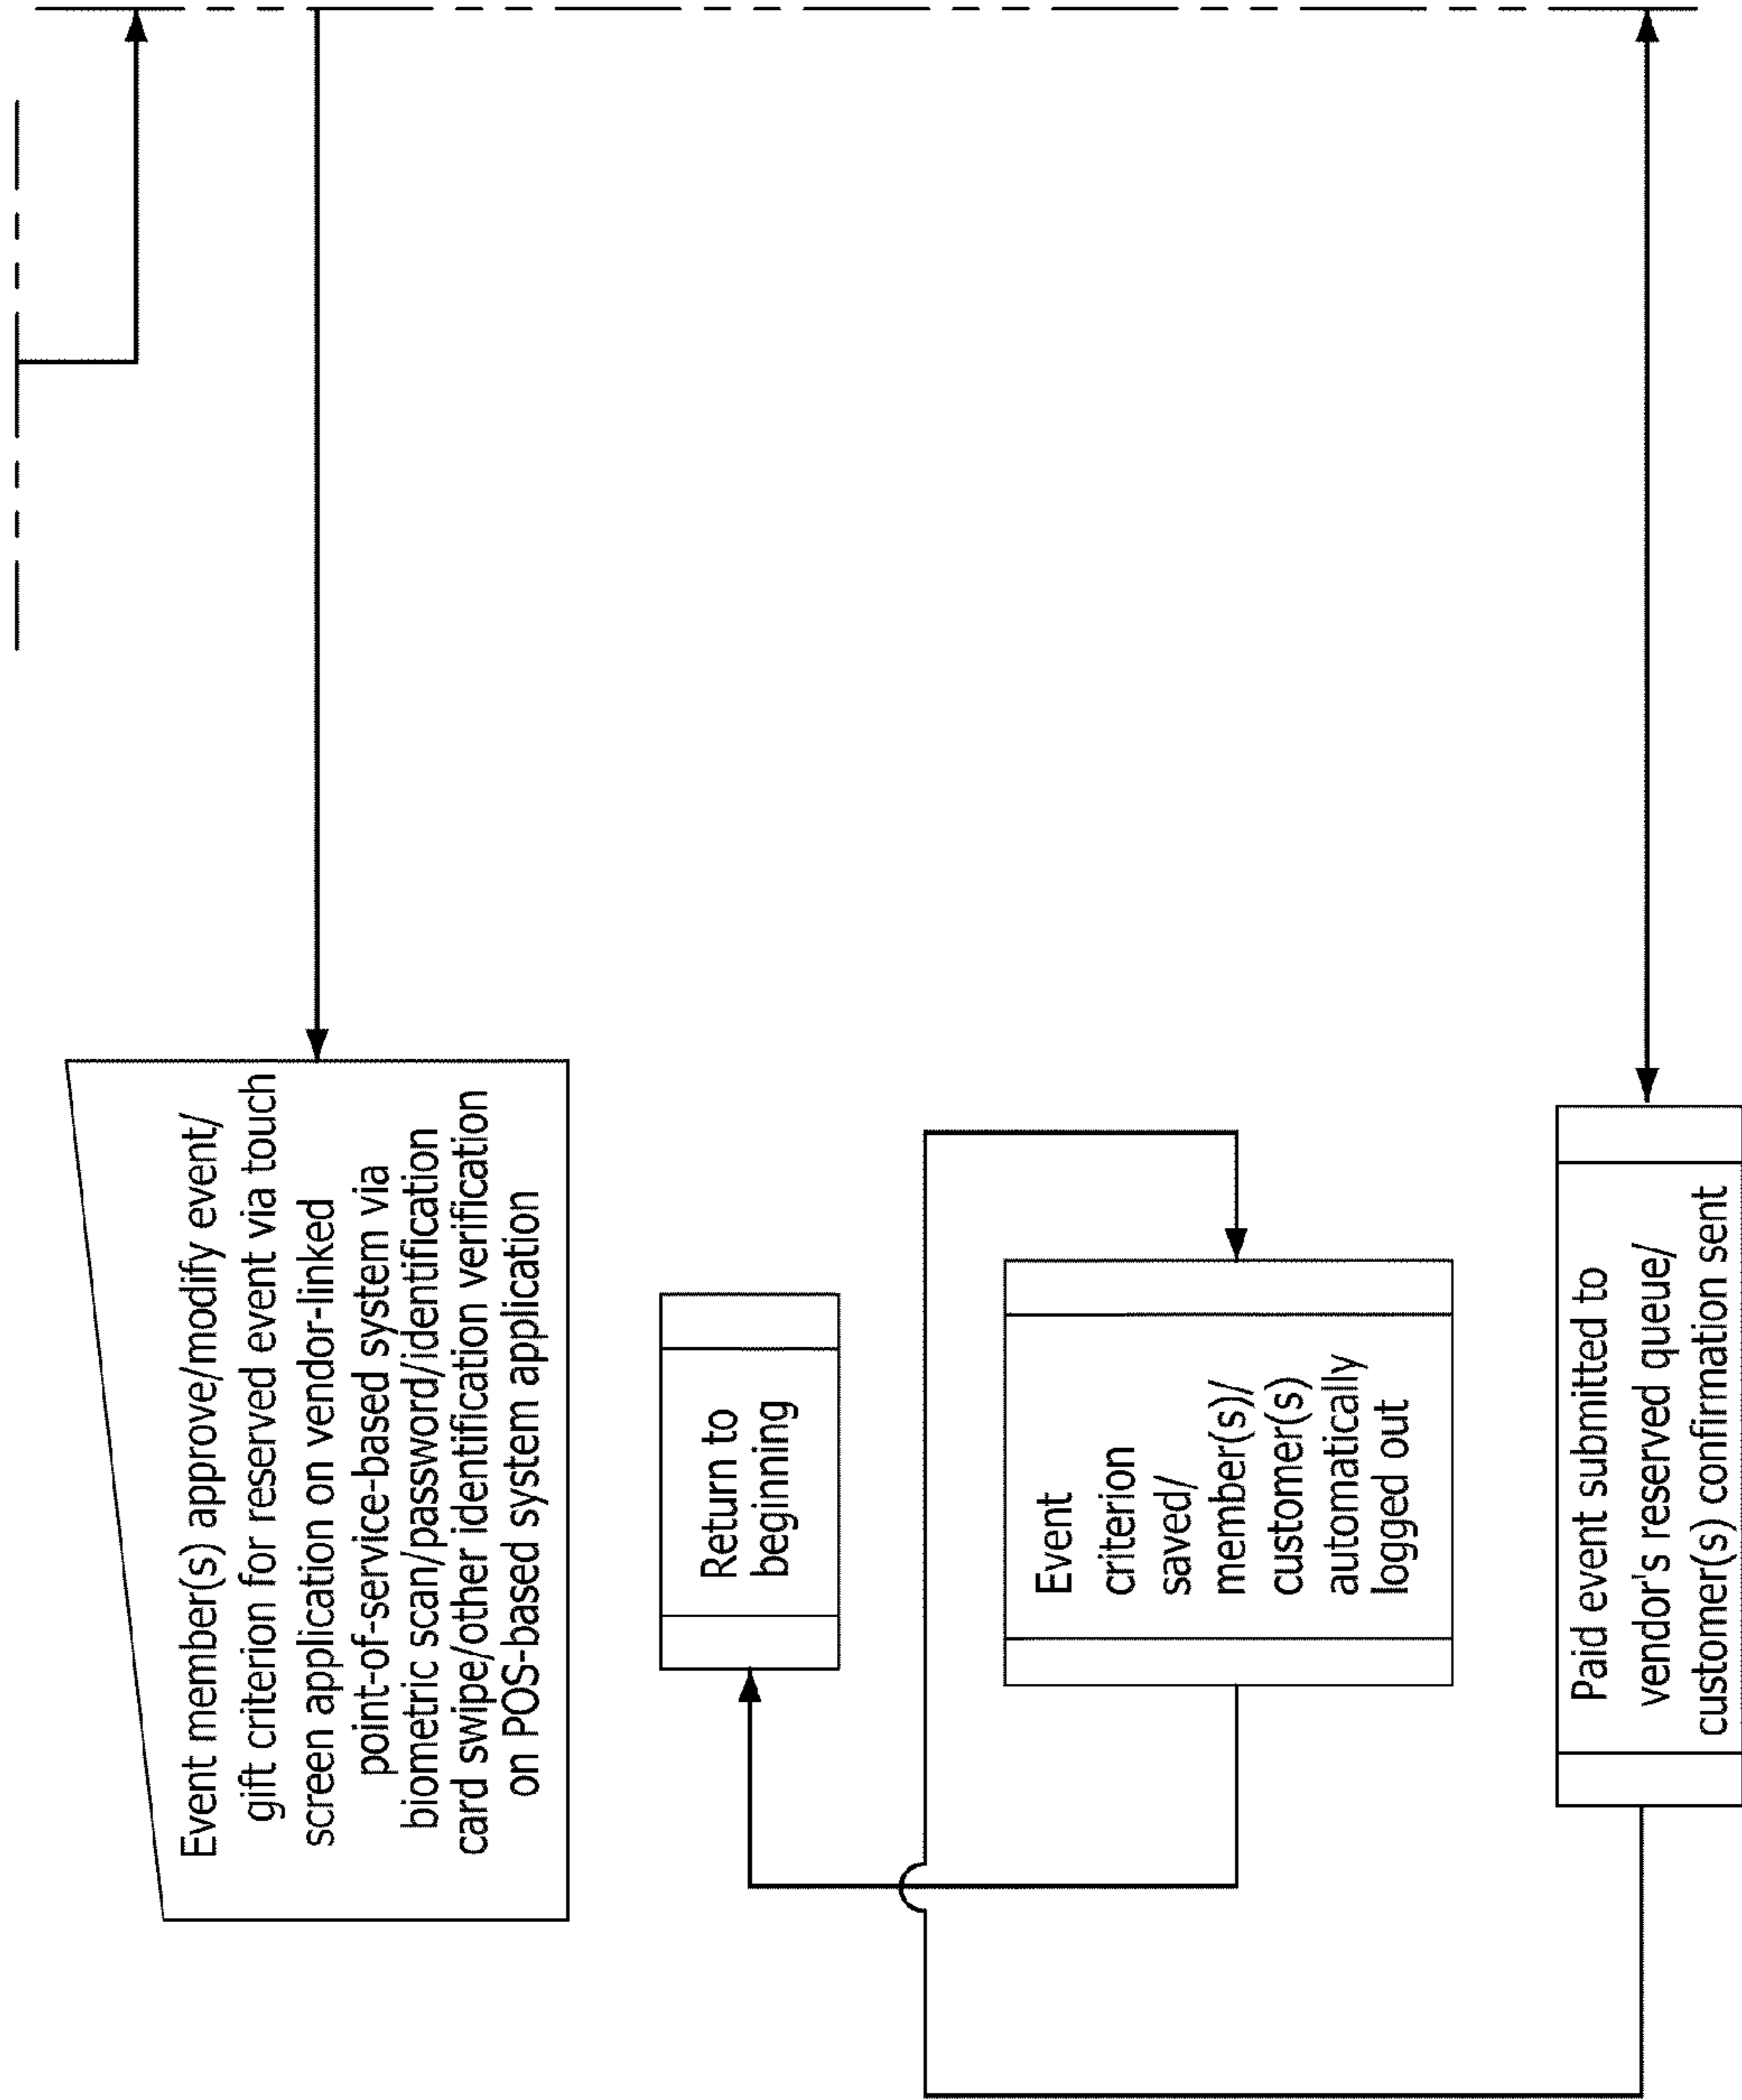 Event member(s) approve/modify event/
gift criterion for reserved event via touch
screen application on vendor-linked
point-of-service-based system via
biometric scan/password/identification
card swipe/other identification verification
on POS-based system application
Return to
beginning
Event
criterion
saved/
member(s)/
customer(s)
automatically
logged out
Paid event submitted to
vendor's reserved queue/
customer(s) confirmation sent